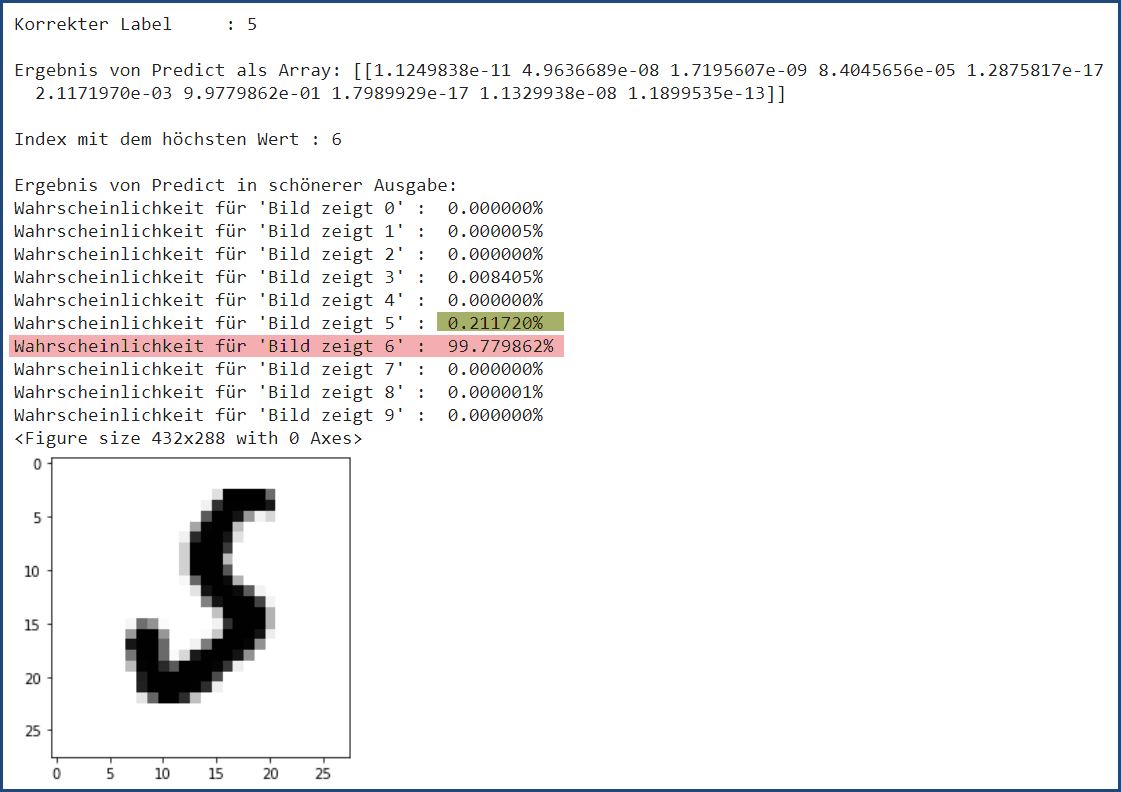 Korrekter Label     : 5
Ergebnis von Predict als Array: [[1.1249838e-11 4.9636689e-08 1.7195607e-09 8.4045656e-05 1.2875817e-17
2.1171970e-03 9.9779862e-01 1.7989929e-17 1.1329938e-08 1.1899535e-13]]
Index mit dem höchsten Wert : 6
Ergebnis von Predict in schönerer Ausgabe:
Wahrscheinlichkeit für 'Bild zeigt 0' :  0.000000%
Wahrscheinlichkeit für 'Bild zeigt 1' :  0.000005%
Wahrscheinlichkeit für 'Bild zeigt 2' :  0.000000%
Wahrscheinlichkeit für 'Bild zeigt 3' :  0.008405%
Wahrscheinlichkeit für 'Bild zeigt 4' :  0.000000%
Wahrscheinlichkeit für 'Bild zeigt 5' :  0.211720%
Wahrscheinlichkeit für 'Bild zeigt 6' :  99.779862%
Wahrscheinlichkeit für 'Bild zeigt 7' :  0.000000%
Wahrscheinlichkeit für 'Bild zeigt 8' :  0.000001%
Wahrscheinlichkeit für 'Bild zeigt 9' :  0.000000%
<Figure size 432x288 with 0 Axes>
0
5
10
15
20
25
5
0 5 10 15 20 25